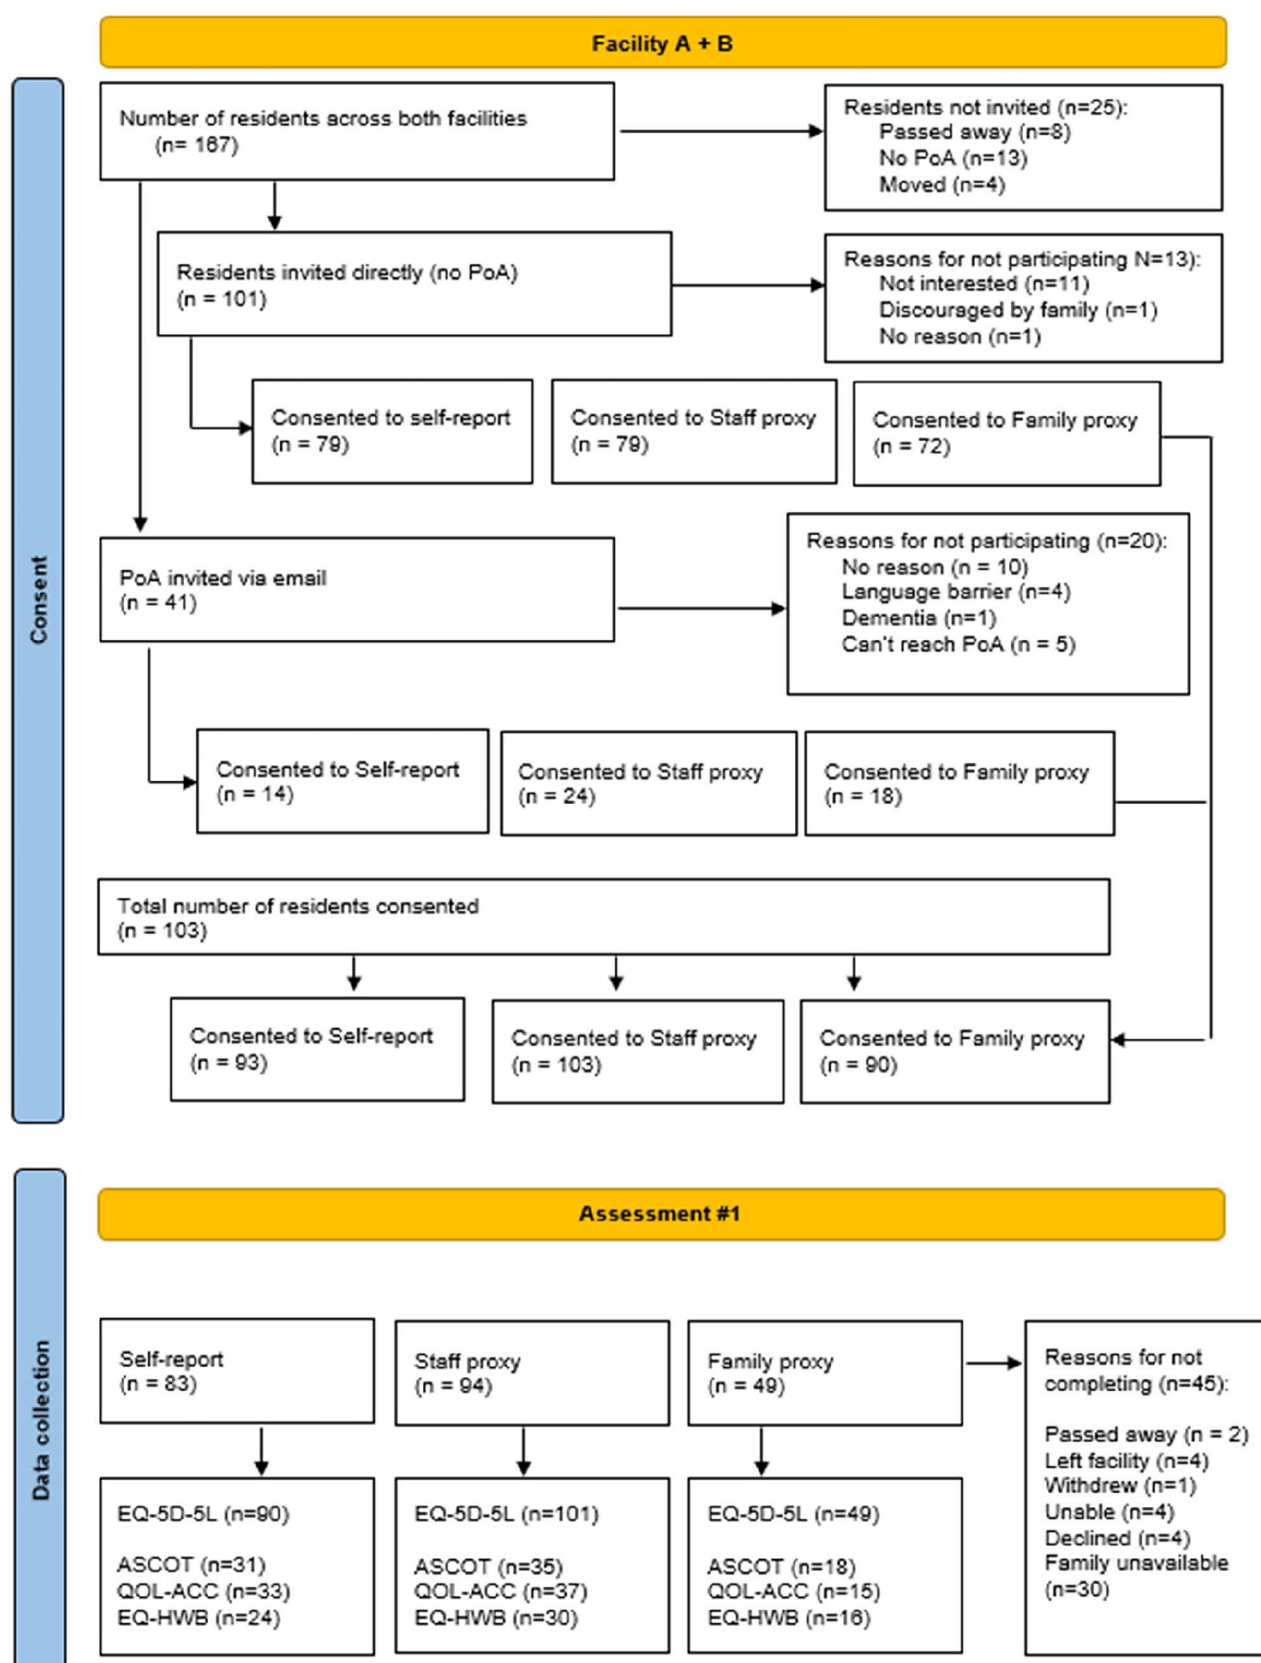 Facility A + B
Consent
Number of residents across both facilities
(n= 167)
Residents not invited (n=25):
Passed away (n=8)
No PoA (n=13)
Moved (n=4)
Residents invited directly (no PoA)
(n = 101)
Reasons for not participating N=13):
Not interested (n=11)
Discouraged by family (n=1)
No reason (n=1)
Consented to self-report
(n = 79)
Consented to Staff proxy
(n = 79)
Consented to Family proxy
(n = 72)
PoA invited via email
(n = 41)
Reasons for not participating (n=20):
No reason (n = 10)
Language barrier (n=4)
Dementia (n=1)
Can't reach PoA (n = 5)
Consented to Self-report
(n = 14)
Consented to Staff proxy
(n = 24)
Consented to Family proxy
(n = 18)
Total number of residents consented
(n = 103)
Consented to Self-report
(n = 93)
Consented to Staff proxy
(n = 103)
Consented to Family proxy
(n = 90)
Data collection
Assessment #1
Self-report
(n = 83)
Staff proxy
(n = 94)
Family proxy
(n = 49)
Reasons for not
completing (n=45):
Passed away (n = 2)
Left facility (n=4)
Withdrew (n=1)
Unable (n=4)
Declined (n=4)
Family unavailable
(n=30)
EQ-5D-5L (n=90)
ASCOT (n=31)
QOL-ACC (n=33)
EQ-HWB (n=24)
EQ-5D-5L (n=101)
ASCOT (n=35)
QOL-ACC (n=37)
EQ-HWB (n=30)
EQ-5D-5L (n=49)
ASCOT (n=18)
QOL-ACC (n=15)
EQ-HWB (n=16)